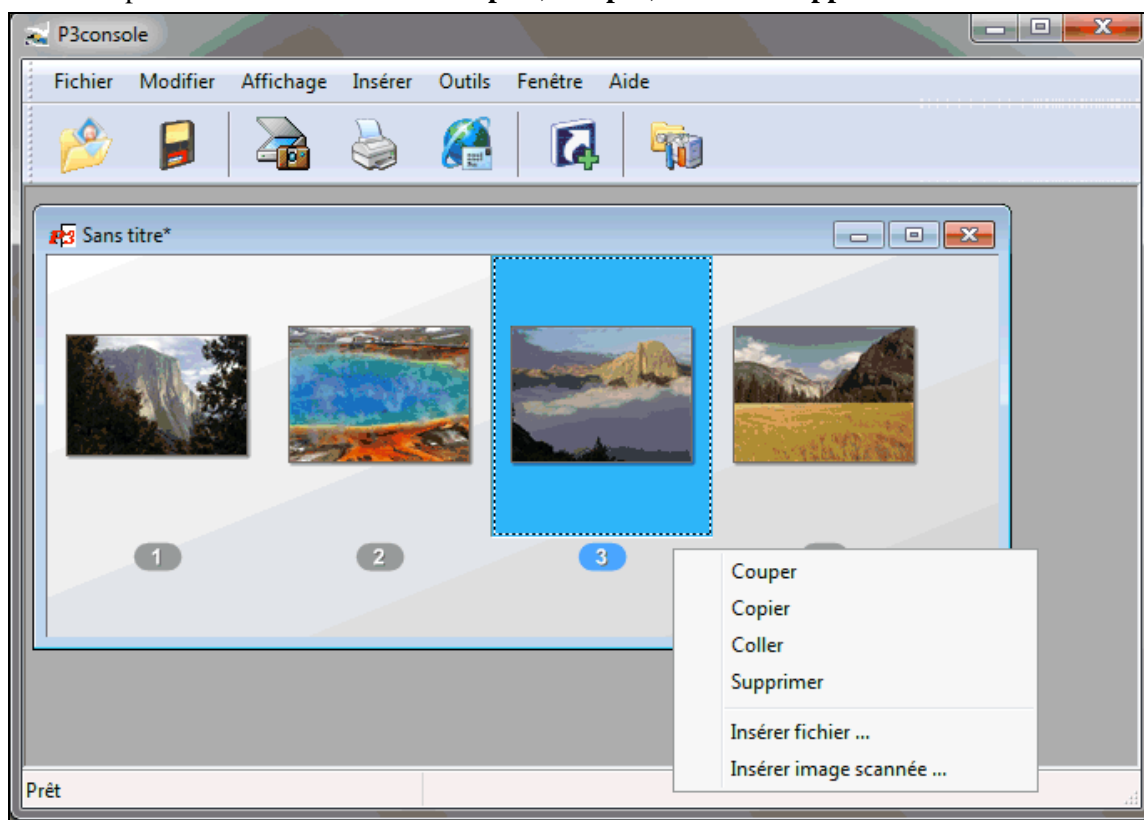 P3console
Fichier Modifier Affichage Insérer Outils Fenêtre Aide
P3 Sans titre*
1 2 3
Couper
Copier
Coller
Supprimer
Insérer fichier ...
Insérer image scannée ...
Prêt